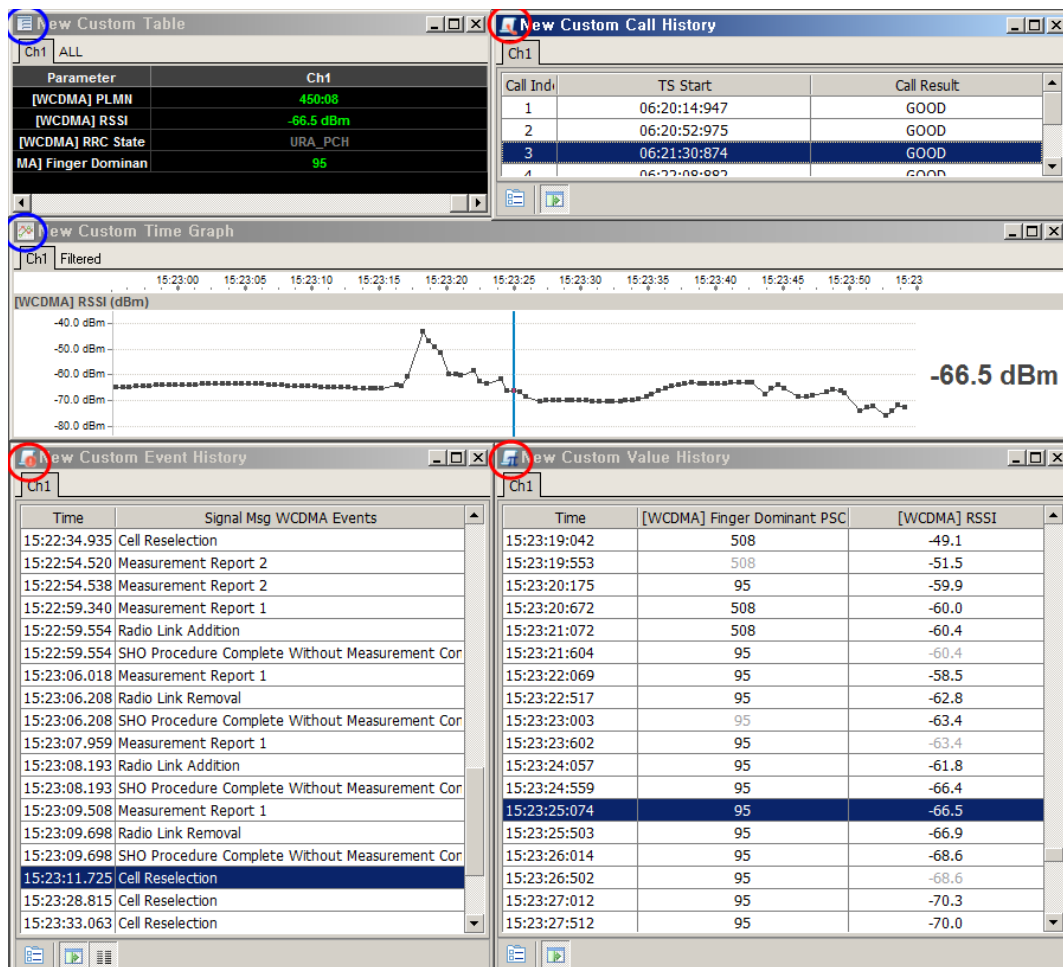 New Custom Table
Ch1 ALL
Parameter Ch1
[WCDMA] PLMN 450:08
[WCDMA] RSSI -66.5 dBm
[WCDMA] RRC State URA_PCH
MA] Finger Dominan 95
New Custom Call History
Ch1
Call Ind TS Start Call Result
1 06:20:14:947 GOOD
2 06:20:52:975 GOOD
3 06:21:30:874 GOOD
4 06:22:08:882 GOOD
New Custom Time Graph
Ch1 Filtered
15:23:00 15:23:05 15:23:10 15:23:15 15:23:20 15:23:25 15:23:30 15:23:35 15:23:40 15:23:45 15:23:50 15:23
[WCDMA] RSSI (dBm)
-40.0 dBm
-50.0 dBm
-60.0 dBm
-70.0 dBm
-80.0 dBm
-66.5 dBm
New Custom Event History
Ch1
Time Signal Msg WCDMA Events
15:22:34.935 Cell Reselection
15:22:54.520 Measurement Report 2
15:22:54.538 Measurement Report 2
15:22:59.340 Measurement Report 1
15:22:59.554 Radio Link Addition
15:22:59.554 SHO Procedure Complete Without Measurement Cor
15:23:06.018 Measurement Report 1
15:23:06.208 Radio Link Removal
15:23:06.208 SHO Procedure Complete Without Measurement Cor
15:23:07.959 Measurement Report 1
15:23:08.193 Radio Link Addition
15:23:08.193 SHO Procedure Complete Without Measurement Cor
15:23:09.508 Measurement Report 1
15:23:09.698 Radio Link Removal
15:23:09.698 SHO Procedure Complete Without Measurement Cor
15:23:11.725 Cell Reselection
15:23:28.815 Cell Reselection
15:23:33.063 Cell Reselection
New Custom Value History
Ch1
Time [WCDMA] Finger Dominant PSC [WCDMA] RSSI
15:23:19:042 508 -49.1
15:23:19:553 508 -51.5
15:23:20:175 95 -59.9
15:23:20:672 508 -60.0
15:23:21:072 508 -60.4
15:23:21:604 95 -60.4
15:23:22:069 95 -58.5
15:23:22:517 95 -62.8
15:23:23:003 95 -63.4
15:23:23:602 95 -63.4
15:23:24:057 95 -61.8
15:23:24:559 95 -66.4
15:23:25:074 95 -66.5
15:23:25:503 95 -66.9
15:23:26:014 95 -68.6
15:23:26:502 95 -68.6
15:23:27:012 95 -70.3
15:23:27:512 95 -70.0